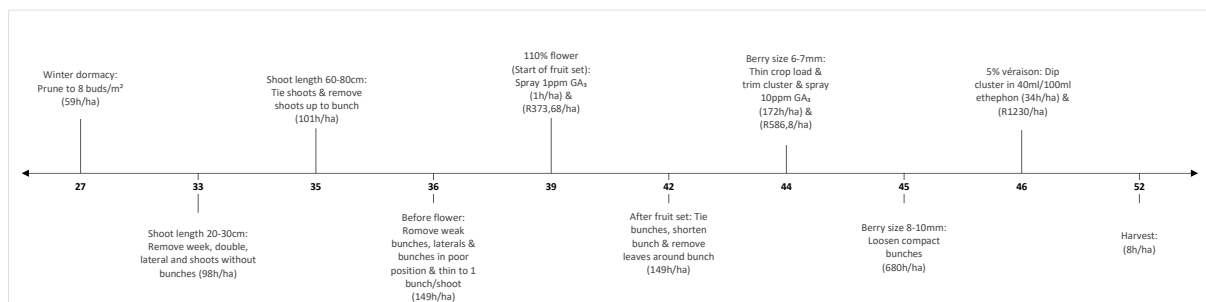 Winter dormacy:
Prune to 8 buds/m²
(59h/ha)
Shoot length 60-80cm:
Tie shoots & remove
shoots up to bunch
(101h/ha)
110% flower
(Start of fruit set):
Spray 1ppm GA₃
(1h/ha) &
(R373,68/ha)
Berry size 6-7mm:
Thin crop load &
trim cluster & spray
10ppm GA₃
(172h/ha) &
(R586,8/ha)
5% véraison: Dip
cluster in 40ml/100ml
ethephon (34h/ha) &
(R1230/ha)
27
33
35
36
39
42
44
45
46
52
Shoot length 20-30cm:
Remove week, double,
lateral and shoots without
bunches (98h/ha)
Before flower:
Romove weak
bunches, laterals &
bunches in poor
position & thin to 1
bunch/shoot
(149h/ha)
After fruit set: Tie
bunches, shorten
bunch & remove
leaves around bunch
(149h/ha)
Berry size 8-10mm:
Loosen compact
bunches
(680h/ha)
Harvest:
(8h/ha)